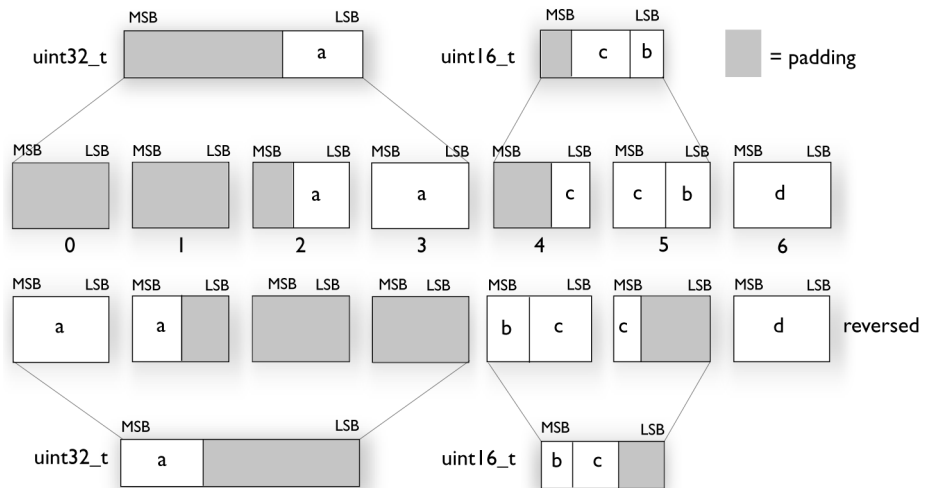 MSB LSB MSB LSB
uint32_t a uint16_t c b = padding
MSB LSB MSB LSB MSB LSB MSB LSB MSB LSB MSB LSB MSB LSB
a a c c b d
0 1 2 3 4 5 6
MSB LSB MSB LSB MSB LSB MSB LSB MSB LSB MSB LSB MSB LSB
a a b c c d reversed
MSB LSB MSB LSB
uint32_t a uint16_t b c